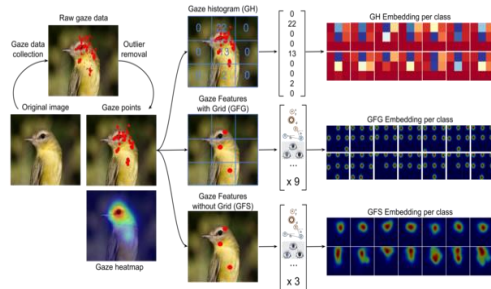 Raw gaze data
Gaze data
collection
Outlier
removal
Original image
Gaze points
Gaze heatmap
Gaze histogram (GH)
0
22
0
0
13
0
0
2
0
GH Embedding per class
Gaze Features
with Grid (GFG)
...
x 9
GFG Embedding per class
Gaze Features
without Grid (GFS)
...
x 3
GFS Embedding per class